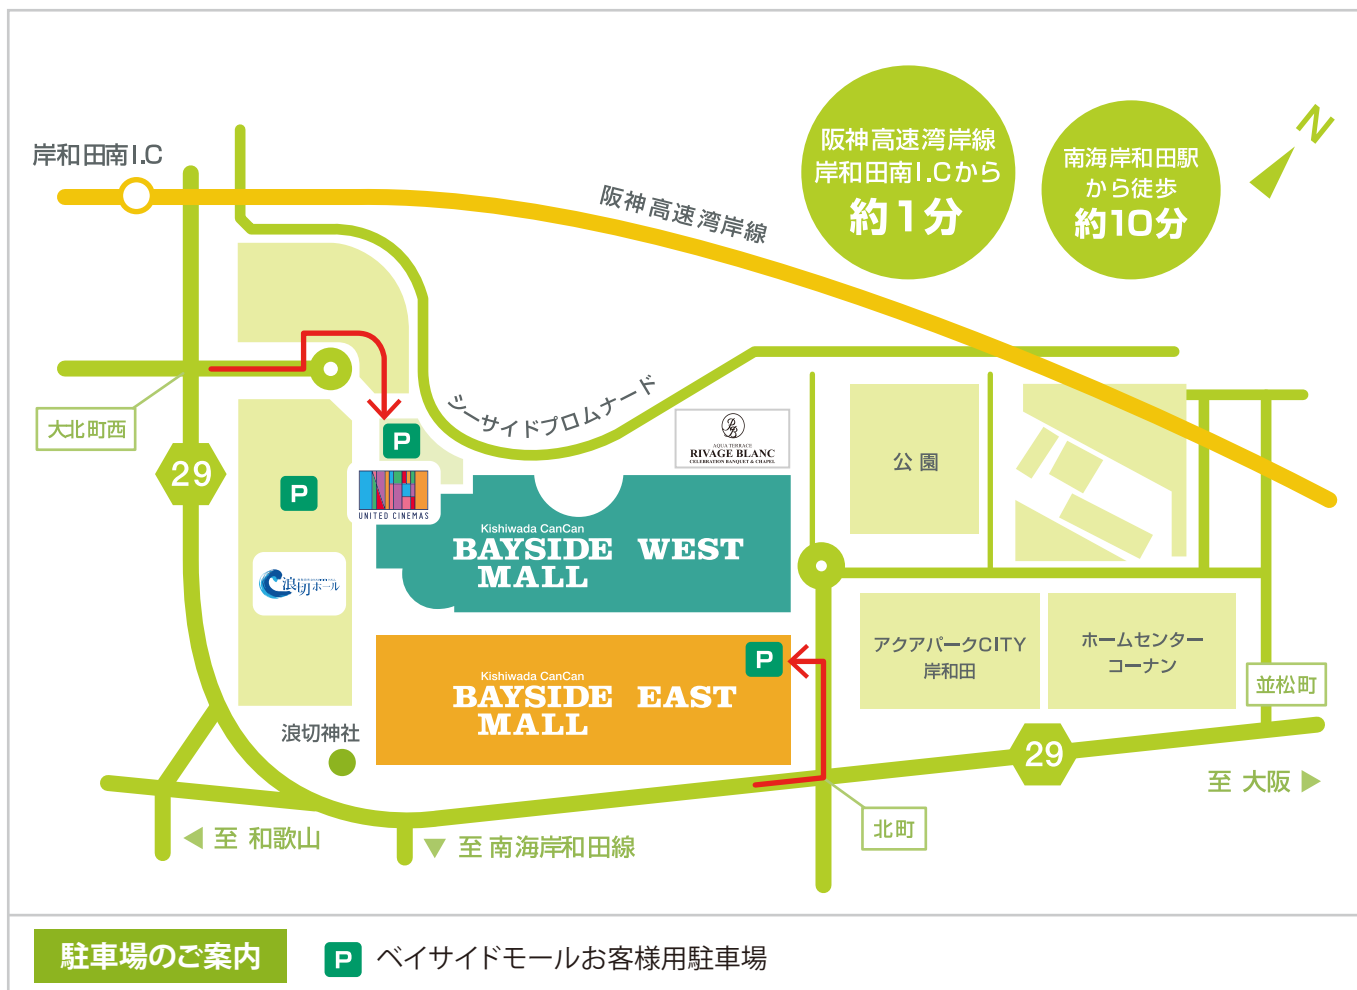 岸和田南I.C
阪神高速湾岸線
阪神高速湾岸線
岸和田南I.Cから
約1分
南海岸和田駅
から徒歩
約10分
N
大北町西
29
シーサイドプロムナード
P
P
UNITED CINEMAS
AQUA TERRACE
RIVAGE BLANC
CELEBRATION BANQUET & CHAPEL
公園
Kishiwada CanCan
BAYSIDE WEST
MALL
浪切ホール
Kishiwada CanCan
BAYSIDE EAST
MALL
P
アクアパークCITY
岸和田
ホームセンター
コーナン
並松町
浪切神社
29
至 大阪
北町
至 和歌山
至 南海岸和田線
駐車場のご案内
P ベイサイドモールお客様用駐車場